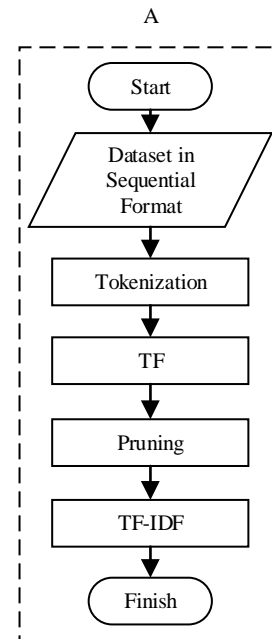 A
Start
Dataset in
Sequential
Format
Tokenization
TF
Pruning
TF-IDF
Finish